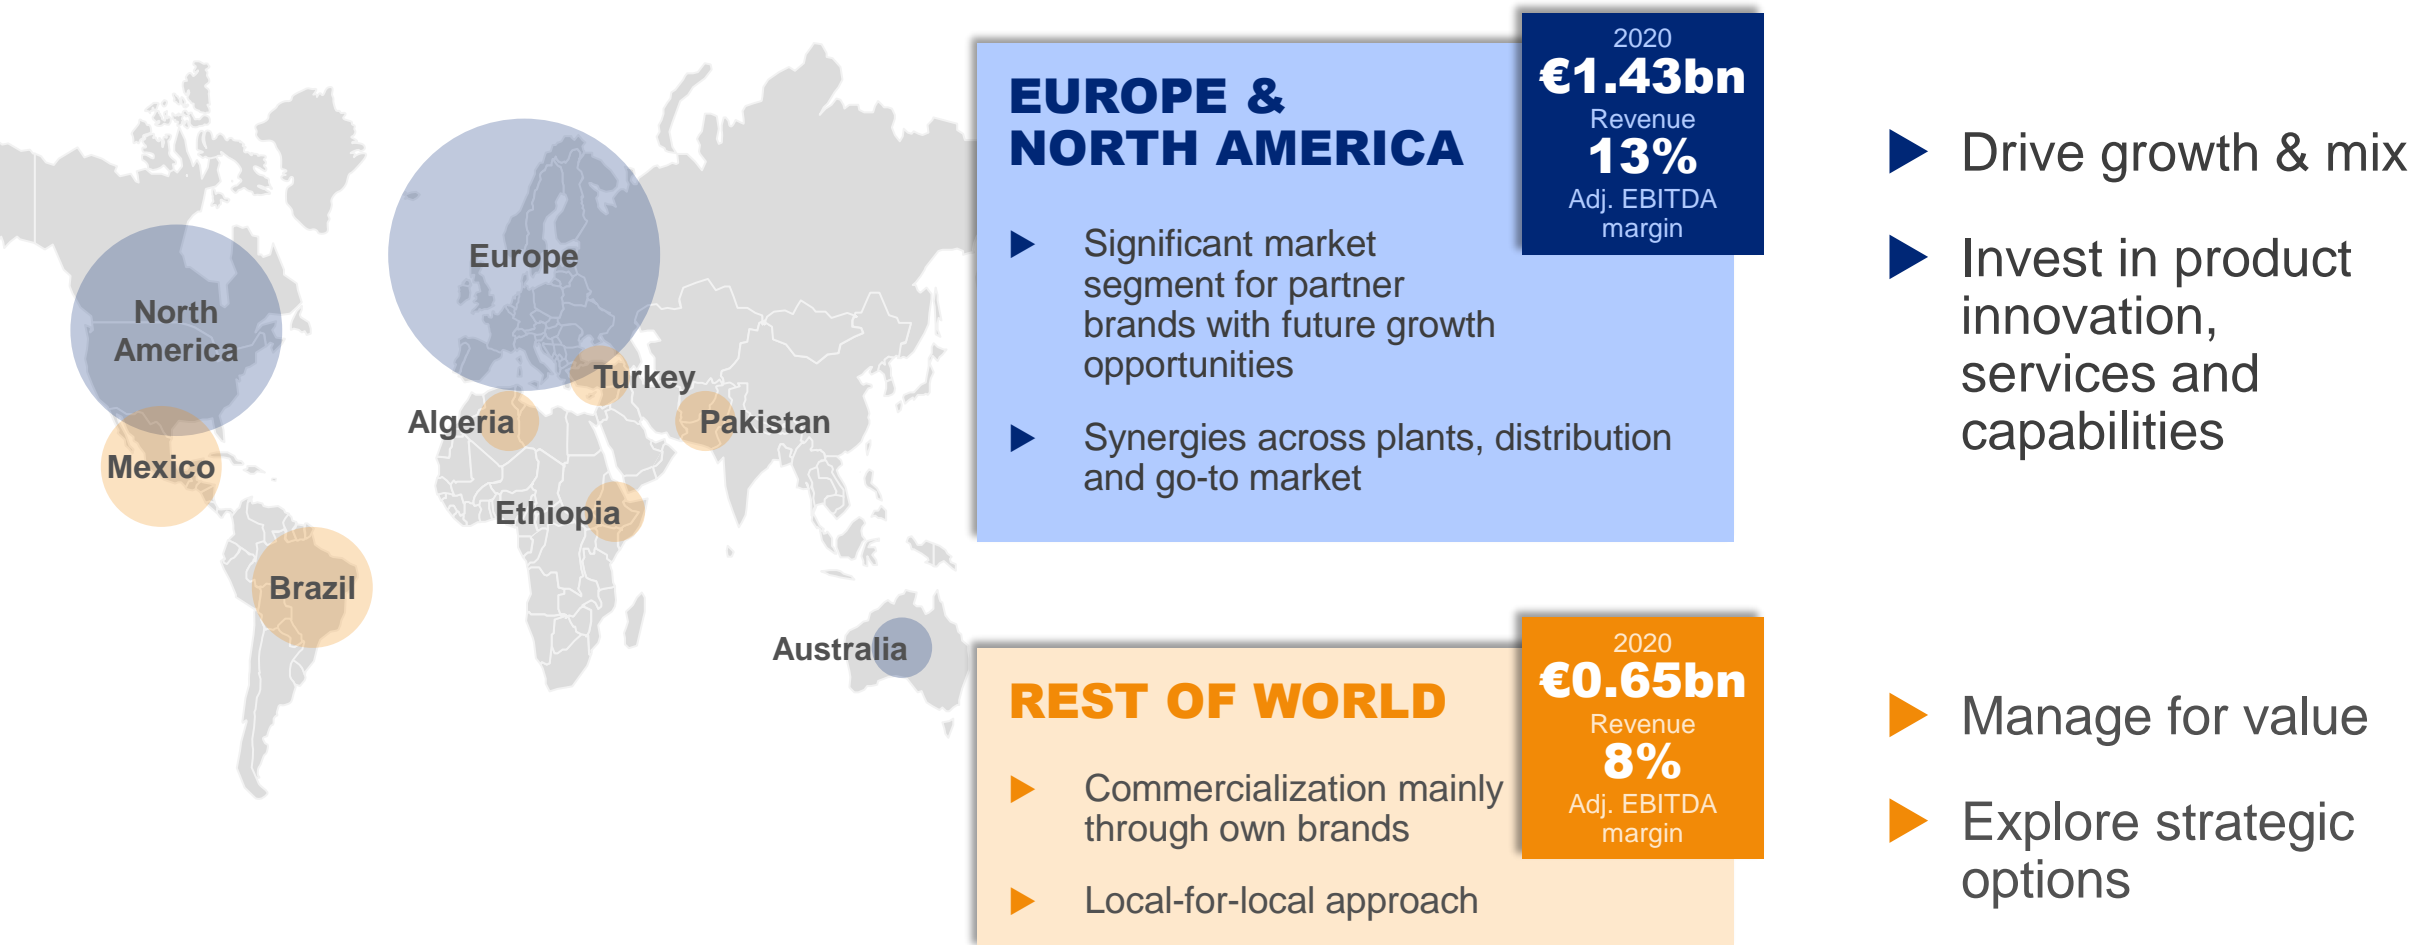 Europe
North
America
Turkey
Algeria
Pakistan
Mexico
Ethiopia
Brazil
Australia
EUROPE &
NORTH AMERICA
Significant market
segment for partner
brands with future growth
opportunities
Synergies across plants, distribution
and go-to market
2020
€1.43bn
Revenue
13%
Adj. EBITDA
margin
Drive growth & mix
Invest in product
innovation,
services and
capabilities
REST OF WORLD
Commercialization mainly
through own brands
Local-for-local approach
2020
€0.65bn
Revenue
8%
Adj. EBITDA
margin
Manage for value
Explore strategic
options